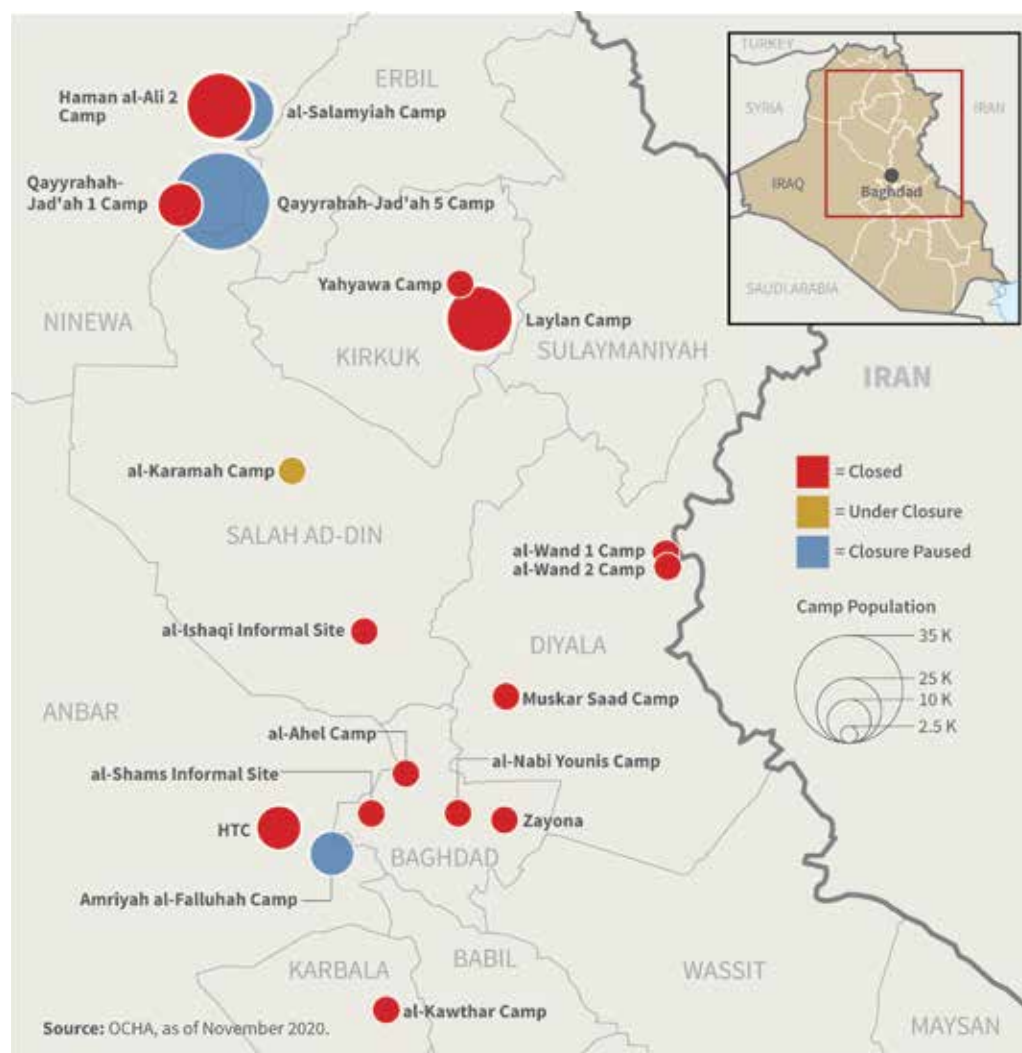 TURKEY
SYRIA
IRAN
IRAQ
Baghdad
SAUDI ARABIA
ERBIL
Haman al-Ali 2
Camp
al-Salamyiah Camp
Qayyrahah-
Jad'ah 1 Camp
Qayyrahah-Jad'ah 5 Camp
Yahyawa Camp
Laylan Camp
NINEWA
KIRKUK
SULAYMANIYAH
IRAN
al-Karamah Camp
SALAH AD-DIN
= Closed
= Under Closure
= Closure Paused
al-Wand 1 Camp
al-Wand 2 Camp
Camp Population
35 K
25 K
10 K
2.5 K
al-Ishaqi Informal Site
DIYALA
Muskar Saad Camp
ANBAR
al-Ahel Camp
al-Shams Informal Site
al-Nabi Younis Camp
HTC
Zayona
BAGHDAD
Amriyah al-Falluhah Camp
KARBALA
BABIL
WASSIT
al-Kawthar Camp
MAYSAN
Source: OCHA, as of November 2020.